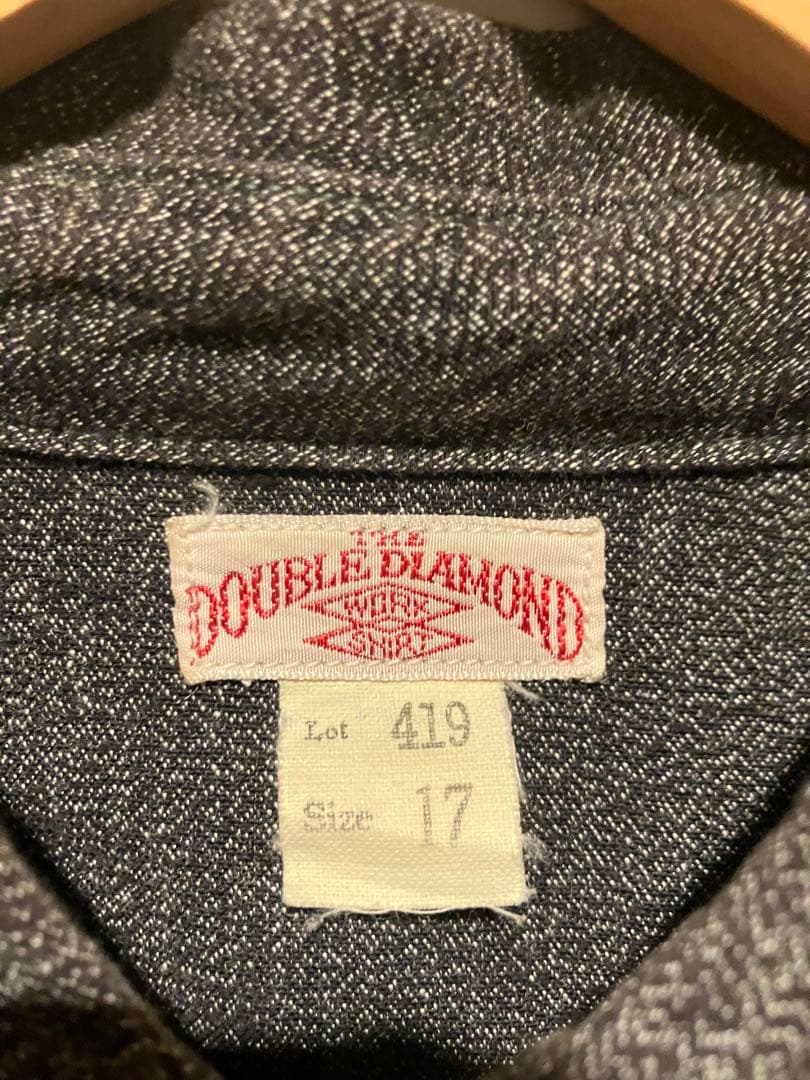 THE
DOUBLE DIAMOND
WORK
SHIRT
Lot 419
Size 17